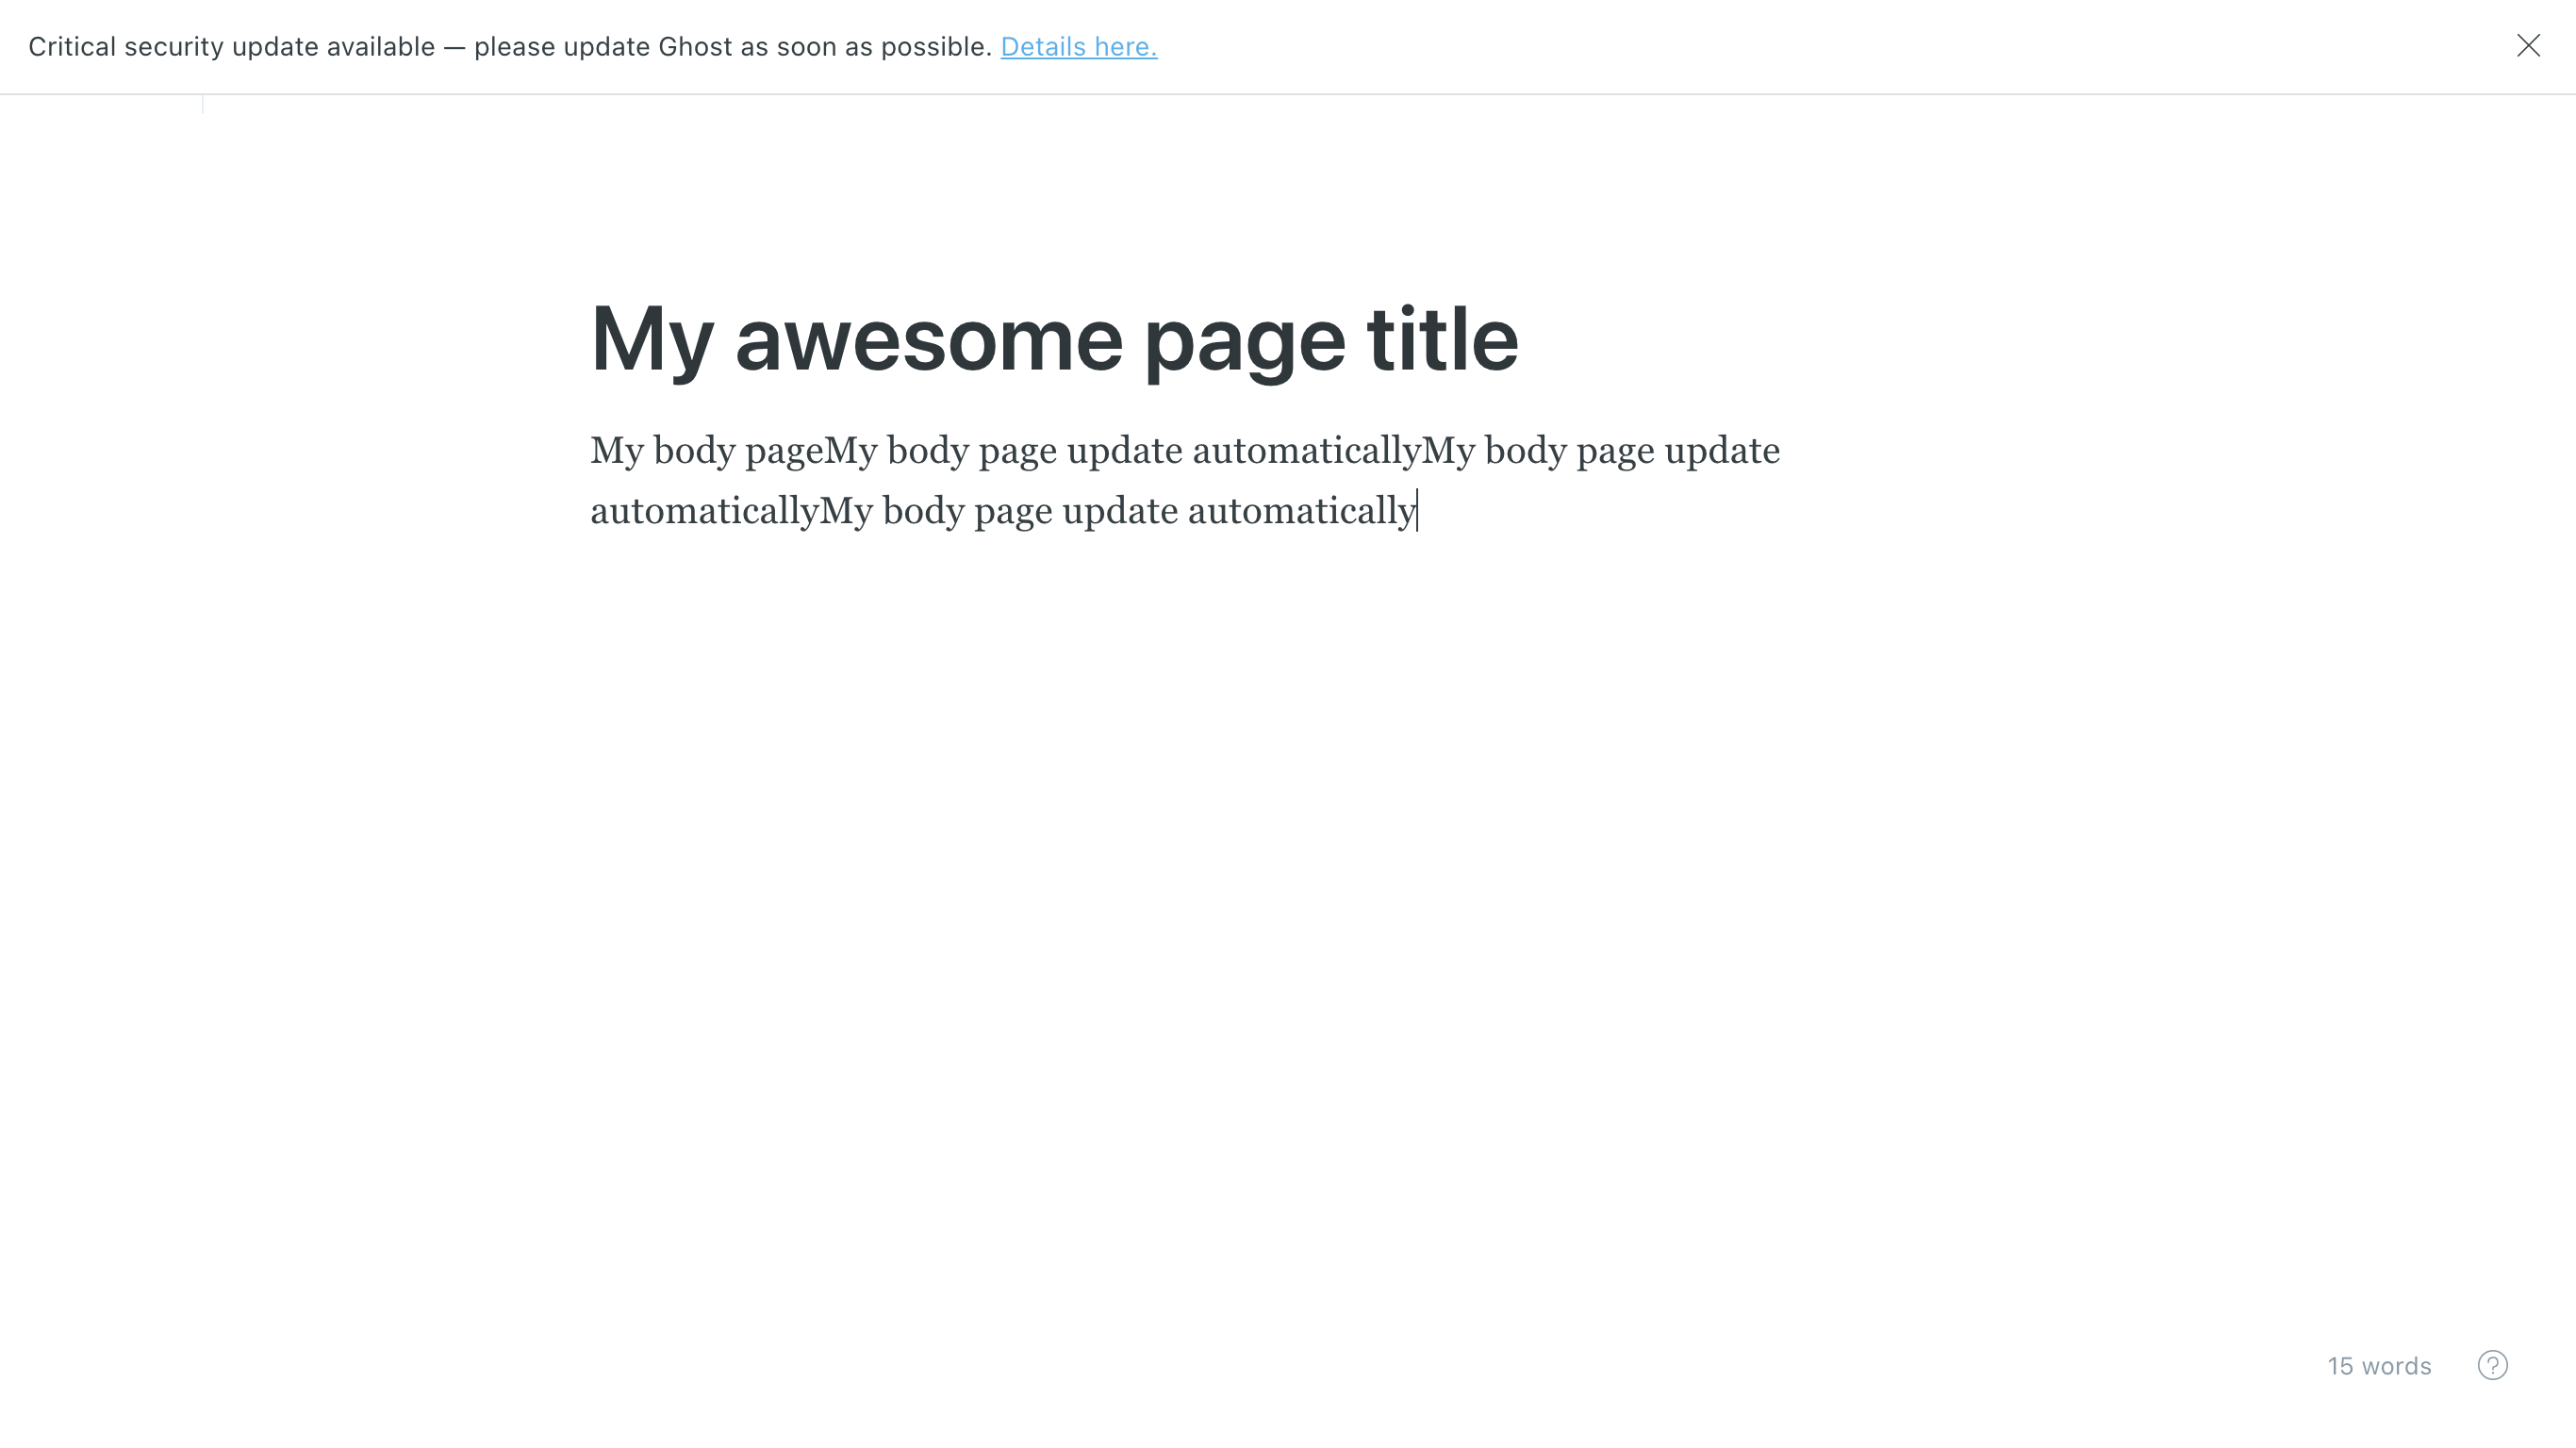 Critical security update available — please update Ghost as soon as possible. Details here.
My awesome page title
My body pageMy body page update automaticallyMy body page update
automaticallyMy body page update automatically
15 words
?